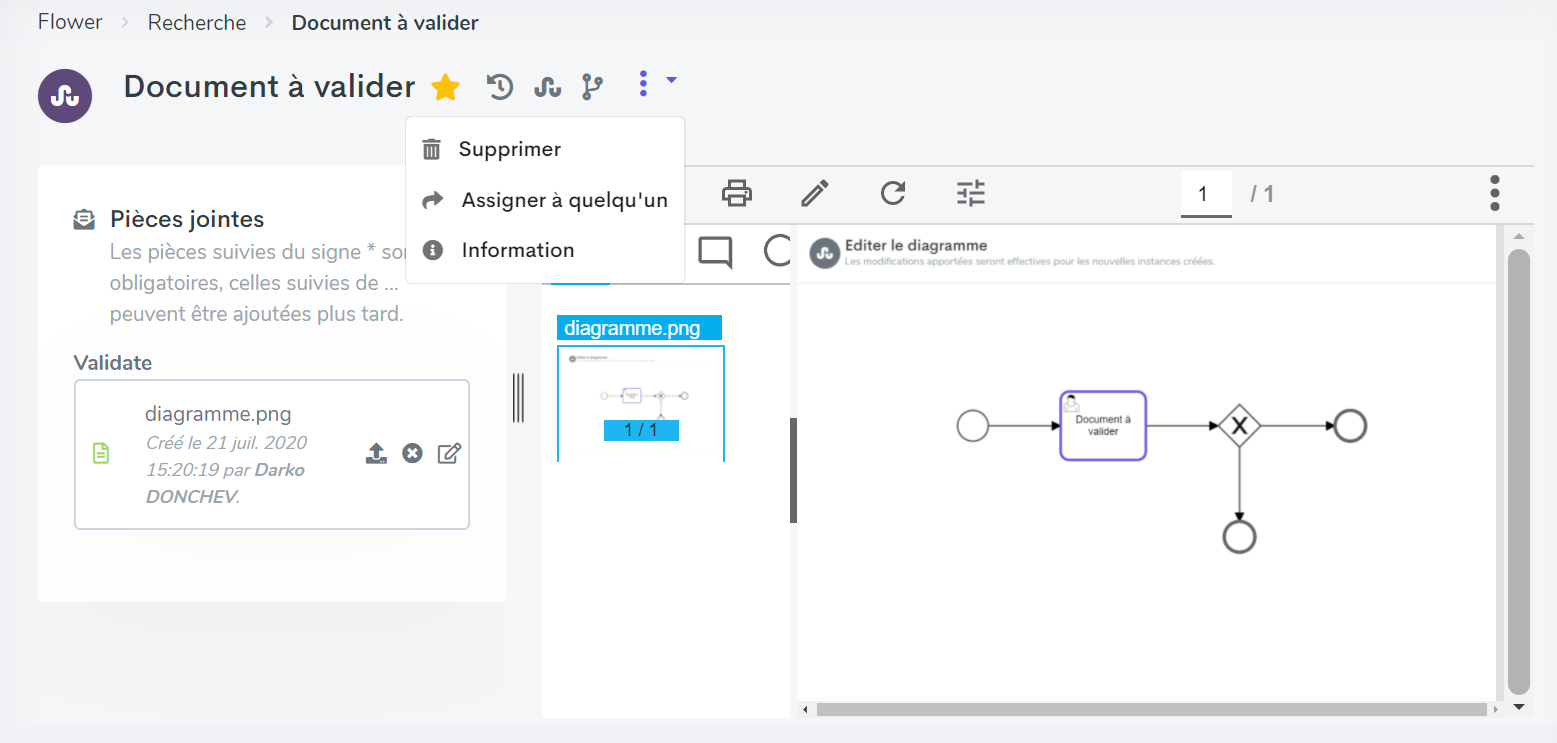 Flower > Recherche > Document à valider
Document à valider
Supprimer
Assigner à quelqu'un
Information
Pièces jointes
Les pièces suivies du signe *
obligatoires, celles suivies de ...
peuvent être ajoutées plus tard.
Validate
diagramme.png
Créé le 21 juil. 2020
15:20:19 par Darko
DONCHEV.
1 / 1
diagramme.png
1 / 1
Editer le diagramme
Les modifications apportées seront effectives pour les nouvelles instances créées.
Document à
valider
X